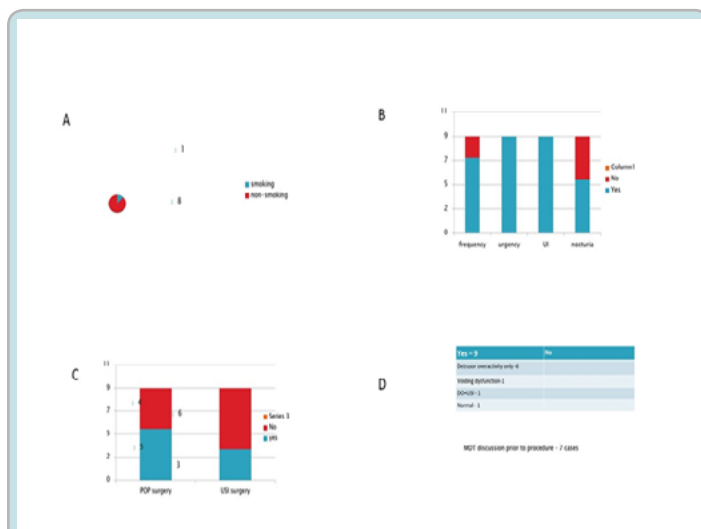 A
1
8
smoking
non-smoking
B
11
9
7
5
2
0
Column1
No
Yes
frequency
urgency
UI
nocturia
C
11
9
7
5
2
0
4
6
5
3
Series 3
No
yes
POP surgery
USI surgery
D
Yes - 9 No
Detrusor overactivity only -6
Voiding dysfunction-1
DO+USI - 1
Normal - 1
MDT discussion prior to procedure - 7 cases